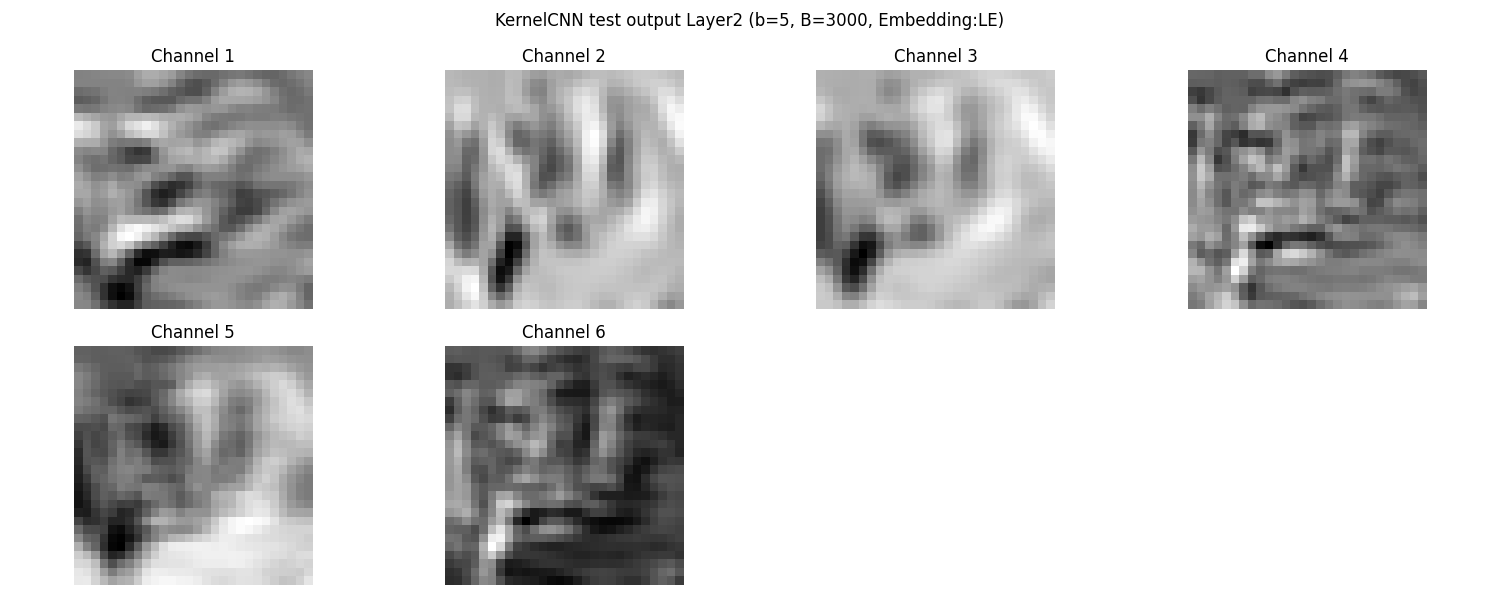 KernelCNN test output Layer2 (b=5, B=3000, Embedding:LE)
Channel 1
Channel 2
Channel 3
Channel 4
Channel 5
Channel 6